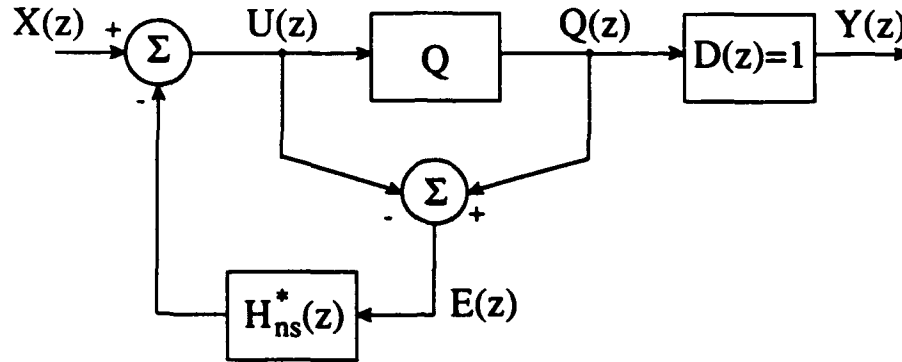 X(z) + Σ U(z) Q Q(z) D(z)=1 Y(z)
-
- Σ +
H*ns(z) E(z)